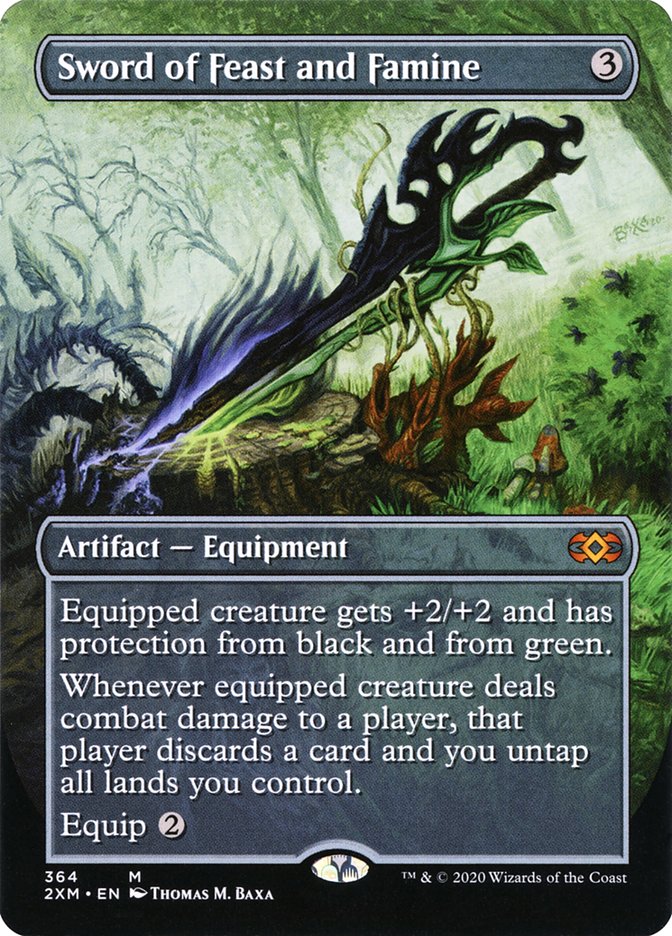 Sword of Feast and Famine 3
Artifact — Equipment
Equipped creature gets +2/+2 and has
protection from black and from green.
Whenever equipped creature deals
combat damage to a player, that
player discards a card and you untap
all lands you control.
Equip 2
364 M
2XM • EN Thomas M. Baxa
™ & © 2020 Wizards of the Coast